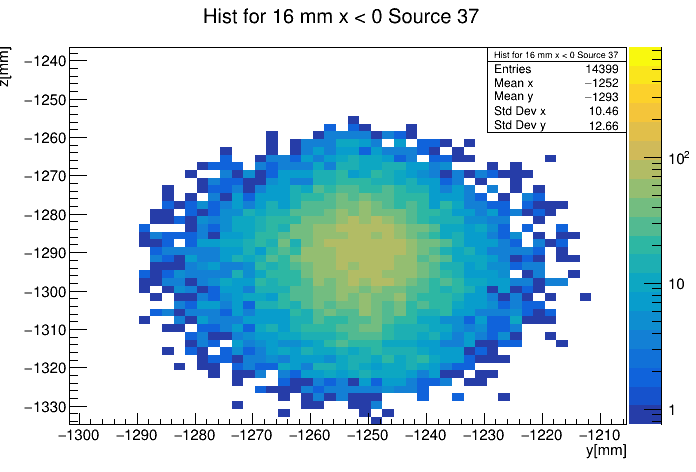 Hist for 16 mm x < 0 Source 37
z[mm]
Hist for 16 mm x < 0 Source 37
Entries 14399
Mean x −1252
Mean y −1293
Std Dev x 10.46
Std Dev y 12.66
−1240
−1250
−1260
−1270
−1280
−1290
−1300
−1310
−1320
−1330
10²
10
1
−1300 −1290 −1280 −1270 −1260 −1250 −1240 −1230 −1220 −1210
y[mm]